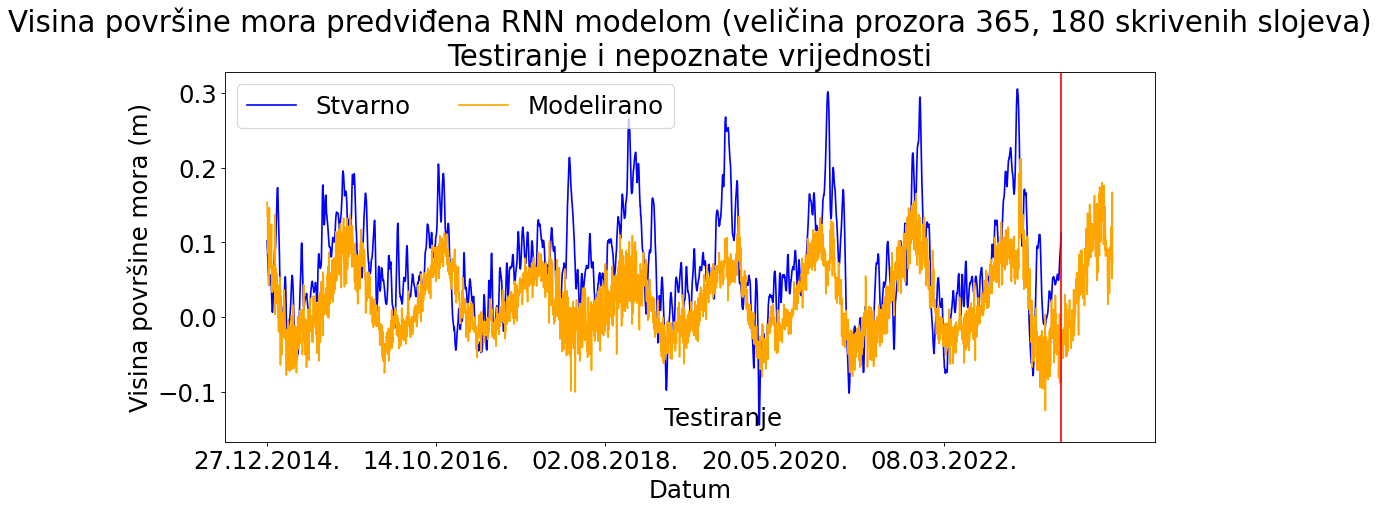 Visina površine mora predviđena RNN modelom (veličina prozora 365, 180 skrivenih slojeva)
Testiranje i nepoznate vrijednosti
Stvarno
Modelirano
Visina površine mora (m)
0.3
0.2
0.1
0.0
−0.1
Testiranje
27.12.2014.
14.10.2016.
02.08.2018.
20.05.2020.
08.03.2022.
Datum